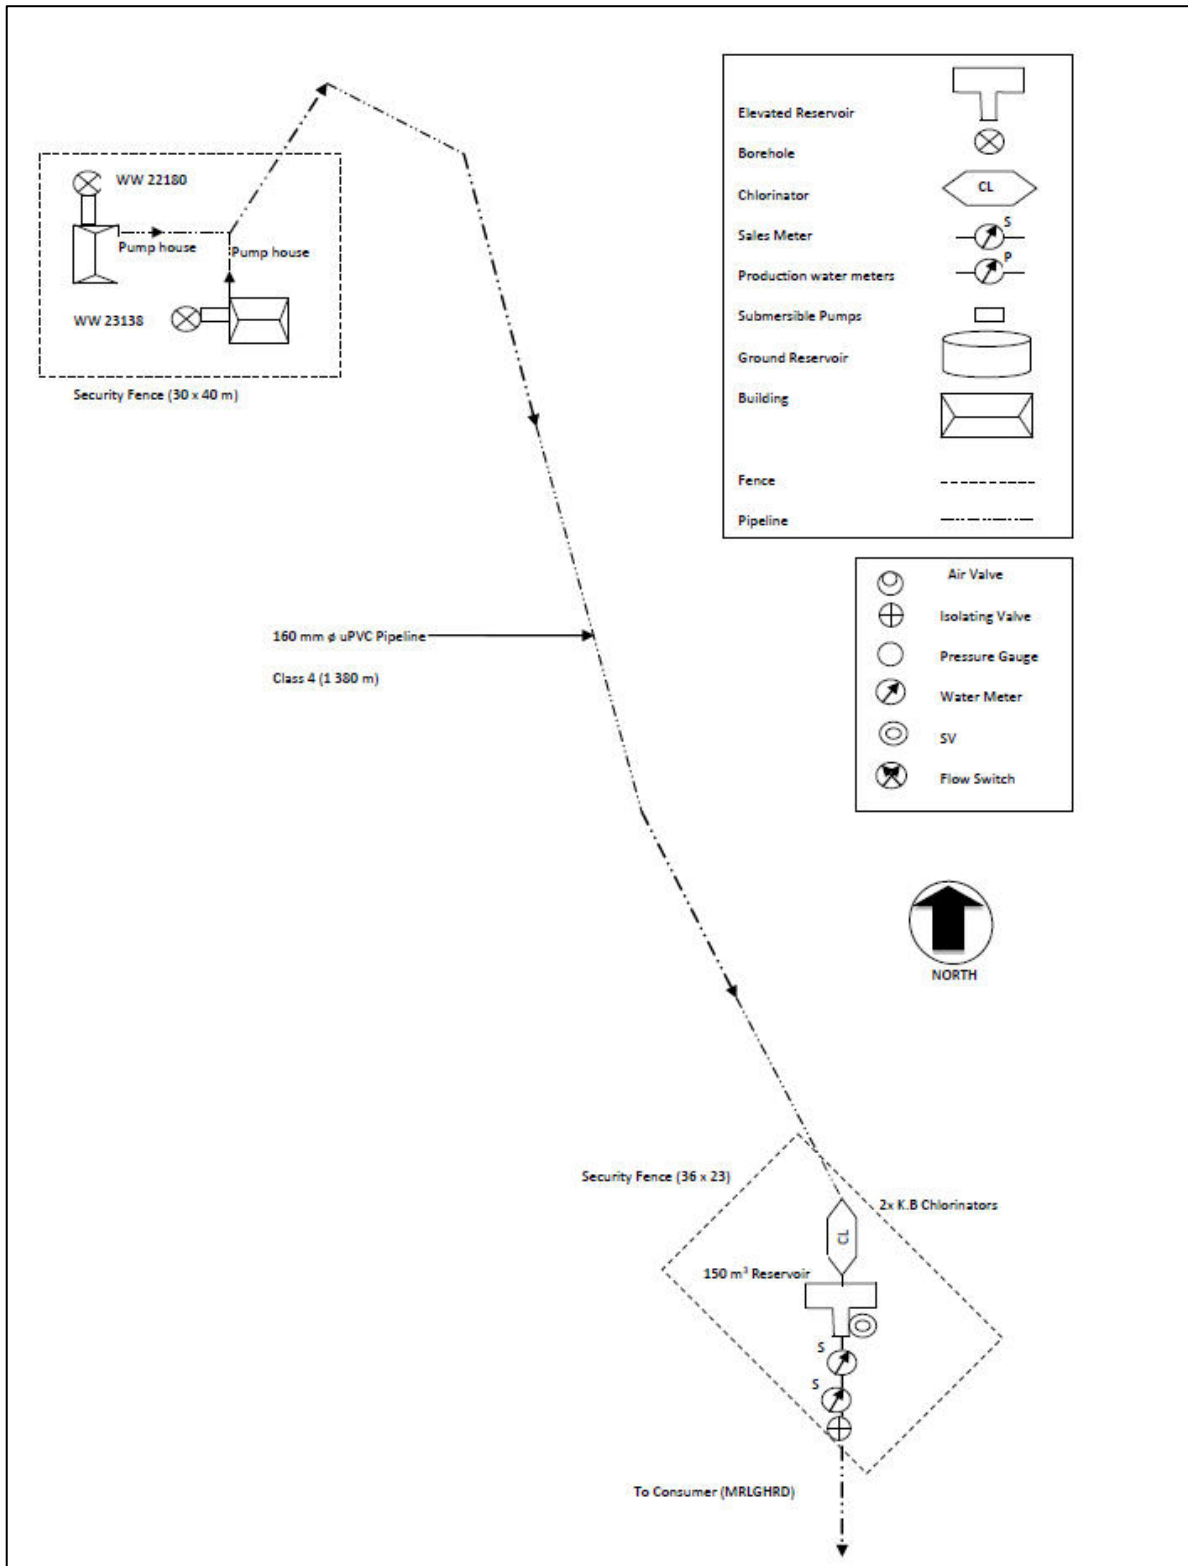 Elevated Reservoir
Borehole
Chlorinator
CL
Sales Meter
S
Production water meters
P
Submersible Pumps
Ground Reservoir
Building
Fence
Pipeline
WW 22180
Pump house
Pump house
WW 23138
Security Fence (30 x 40 m)
Air Valve
Isolating Valve
Pressure Gauge
Water Meter
SV
Flow Switch
160 mm ϕ uPVC Pipeline
Class 4 (1 380 m)
NORTH
Security Fence (36 x 23)
2x K.B Chlorinators
CL
150 m³ Reservoir
S
S
To Consumer (MRLGHRD)